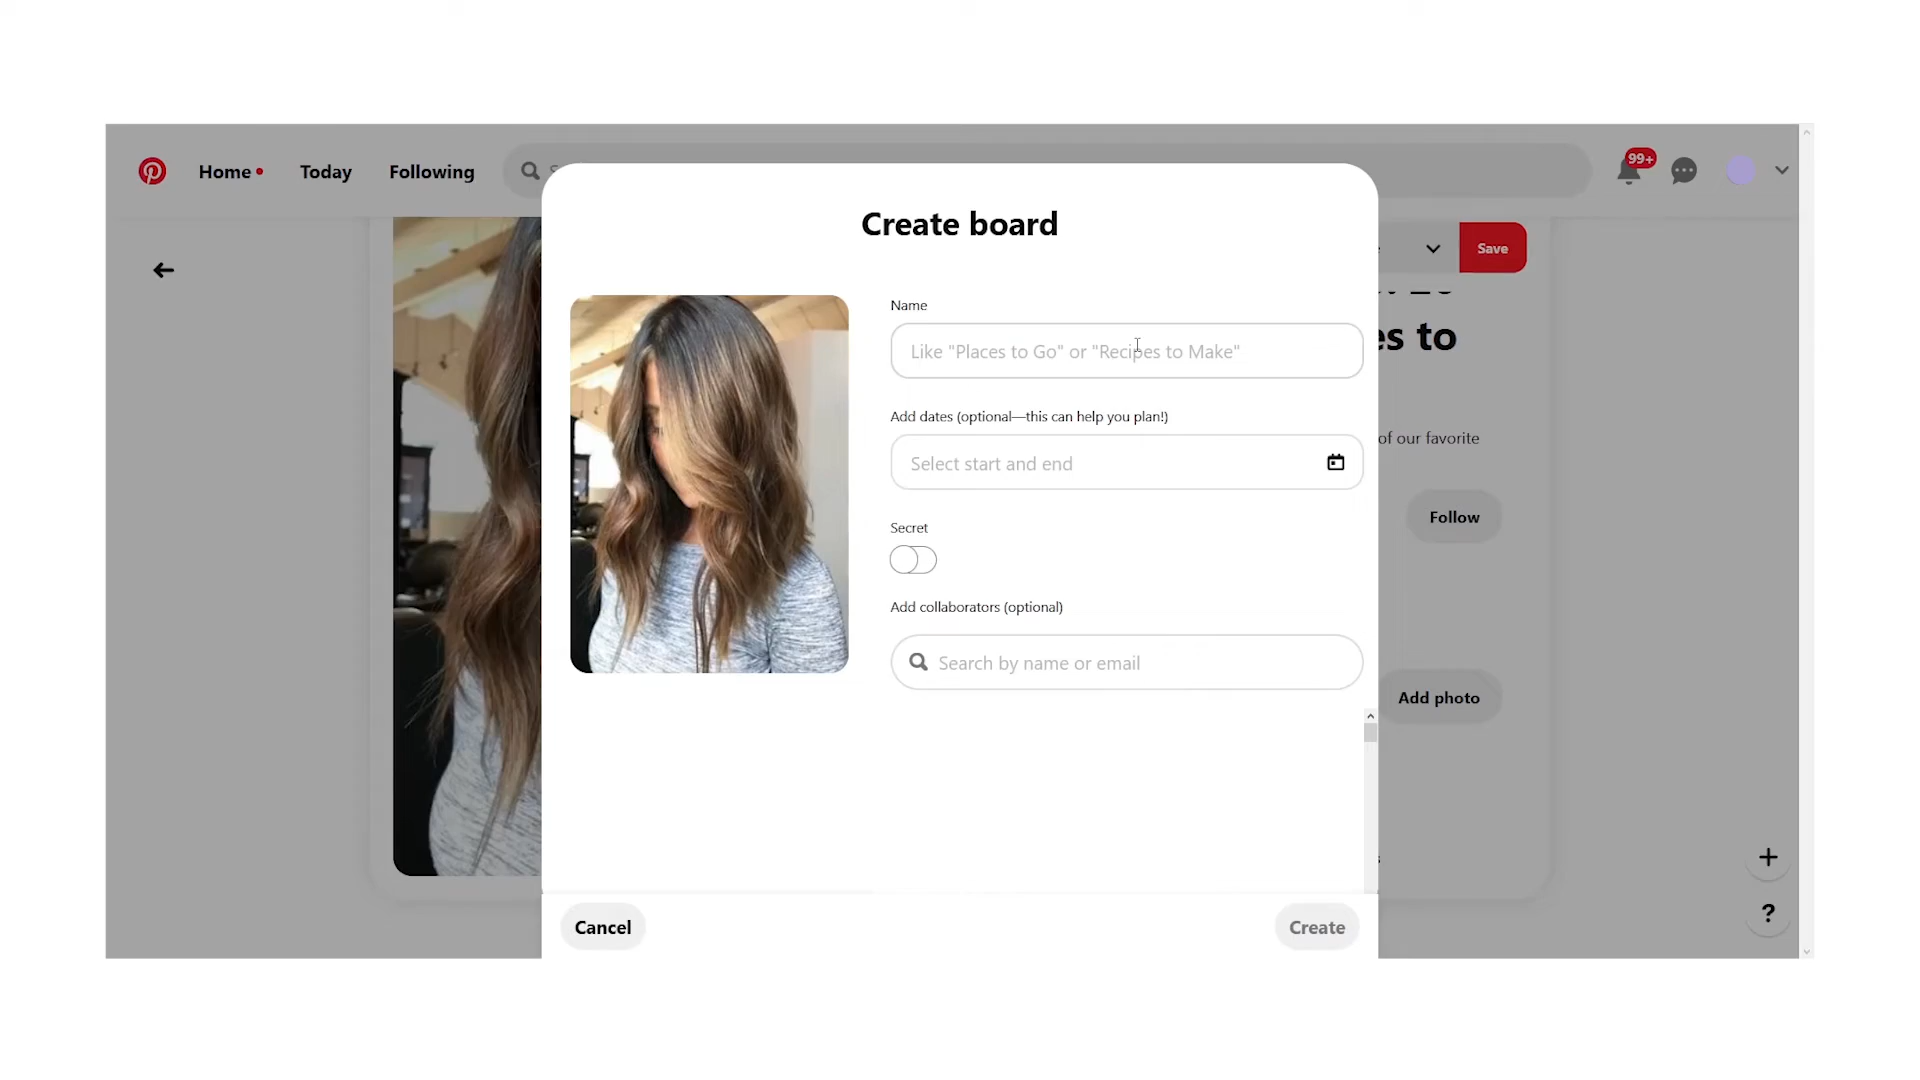 Home
Today
Following
99+
Create board
Save
Name
Like "Places to Go" or "Recipes to Make"
es to
Add dates (optional—this can help you plan!)
of our favorite
Select start and end
Follow
Secret
Add collaborators (optional)
Search by name or email
Add photo
Cancel
Create
?